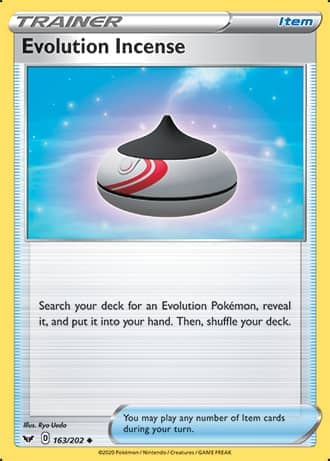 TRAINER
Item
Evolution Incense
Search your deck for an Evolution Pokémon, reveal
it, and put it into your hand. Then, shuffle your deck.
Illus. Ryo Ueda
D 163/202
You may play any number of Item cards
during your turn.
©2020 Pokémon / Nintendo / Creatures / GAME FREAK